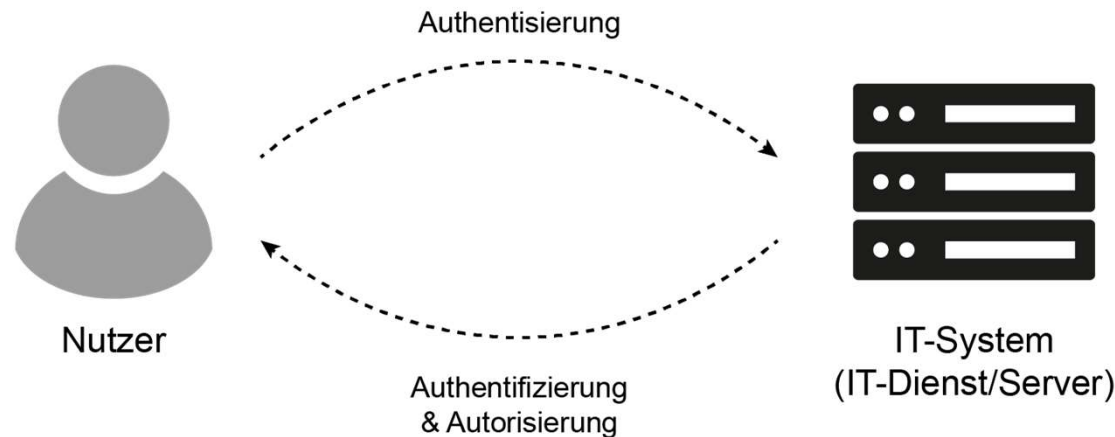 Authentisierung
Nutzer
IT-System
(IT-Dienst/Server)
Authentifizierung
& Autorisierung